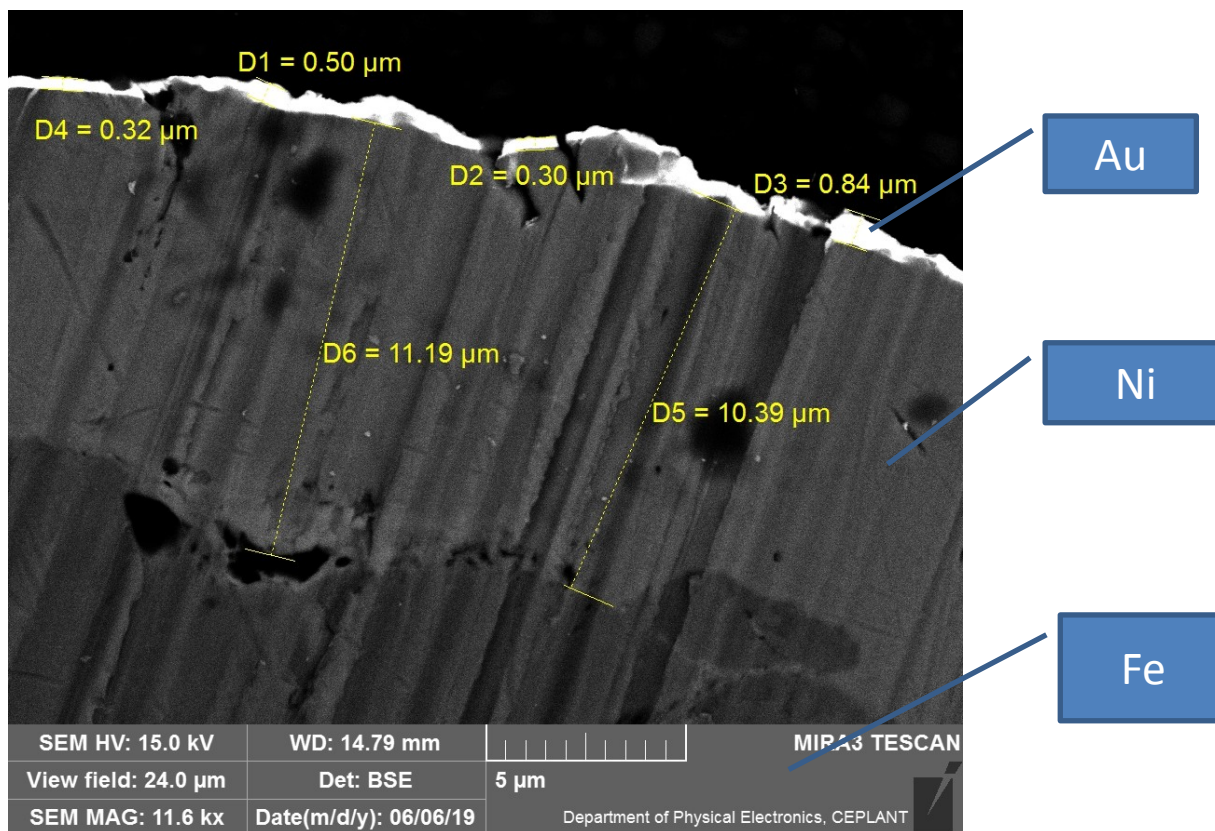 D1 = 0.50 µm
D4 = 0.32 µm
D2 = 0.30 µm
D3 = 0.84 µm
Au
D6 = 11.19 µm
Ni
D5 = 10.39 µm
Fe
SEM HV: 15.0 kV
WD: 14.79 mm
MIRA3 TESCAN
View field: 24.0 µm
Det: BSE
5 µm
SEM MAG: 11.6 kx
Date(m/d/y): 06/06/19
Department of Physical Electronics, CEPLANT